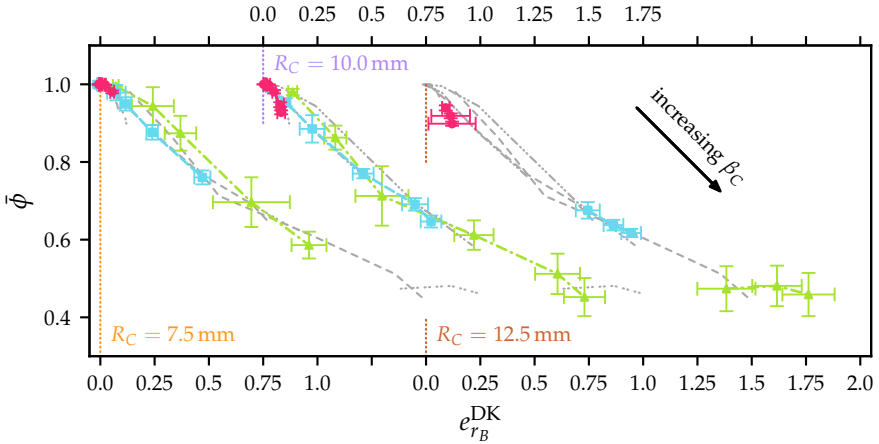 0.0 0.25 0.5 0.75 1.0 1.25 1.5 1.75
R_C = 10.0 mm
increasing β_C
1.0
0.8
0.6
0.4
ϕ̄
R_C = 7.5 mm
R_C = 12.5 mm
0.0 0.25 0.5 0.75 1.0 0.0 0.25 0.5 0.75 1.0 1.25 1.5 1.75 2.0
e_{r_B}^{DK}